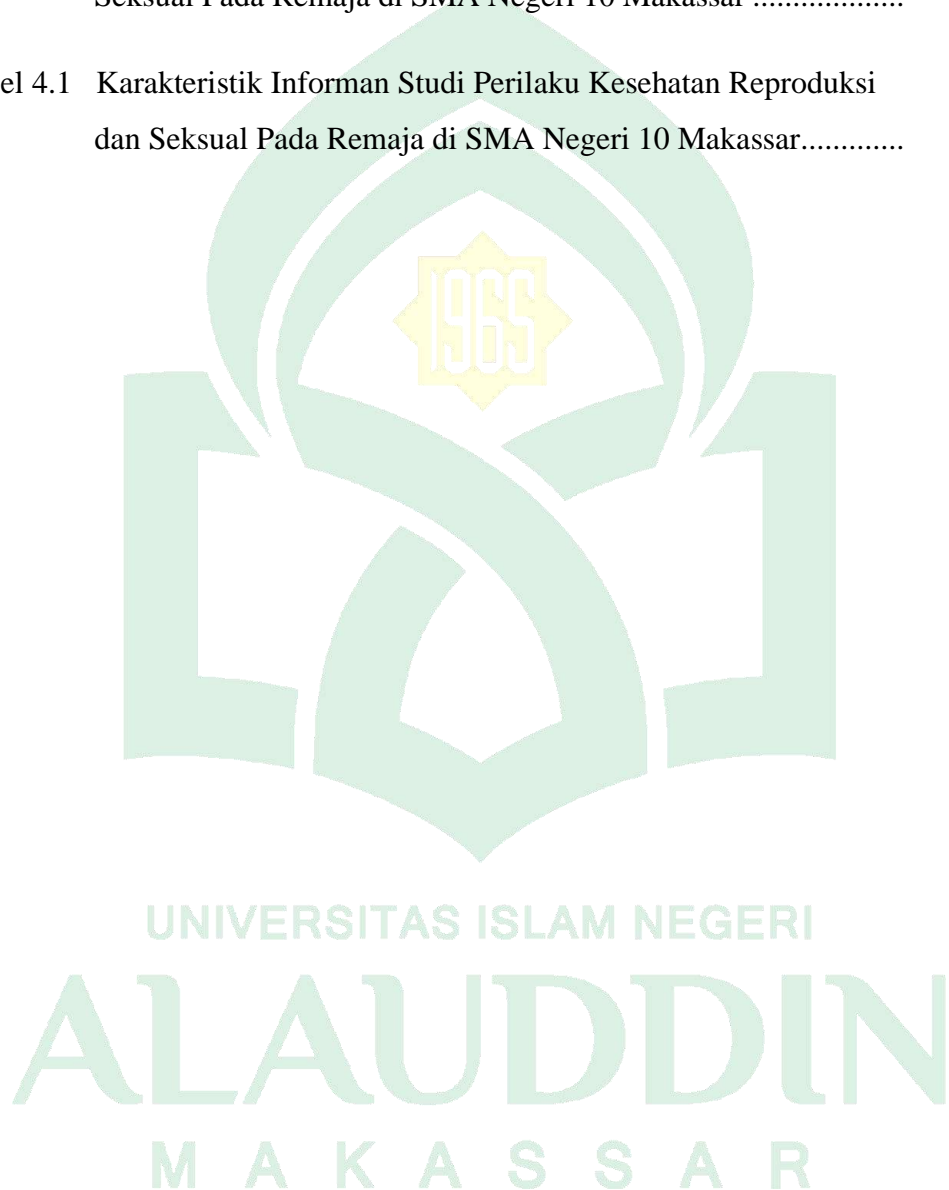 Seksual Pada Remaja di SMA Negeri 10 Makassar ...................
el 4.1 Karakteristik Informan Studi Perilaku Kesehatan Reproduksi
dan Seksual Pada Remaja di SMA Negeri 10 Makassar.............
1965
UNIVERSITAS ISLAM NEGERI
ALAUDDIN
MAKASSAR